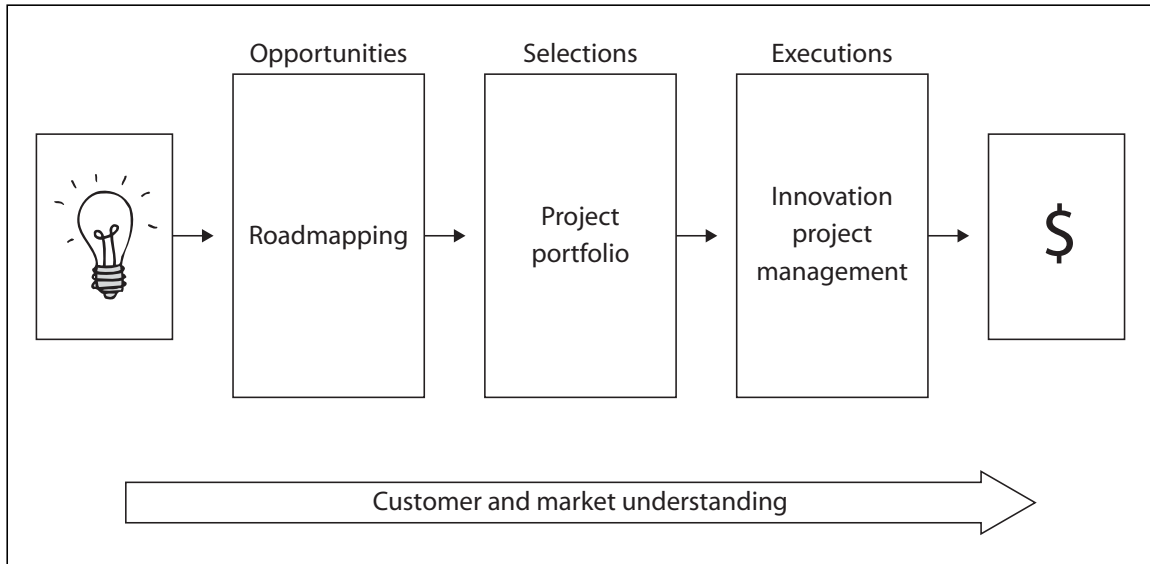 Opportunities
Selections
Executions
Roadmapping
Project
portfolio
Innovation
project
management
$
Customer and market understanding